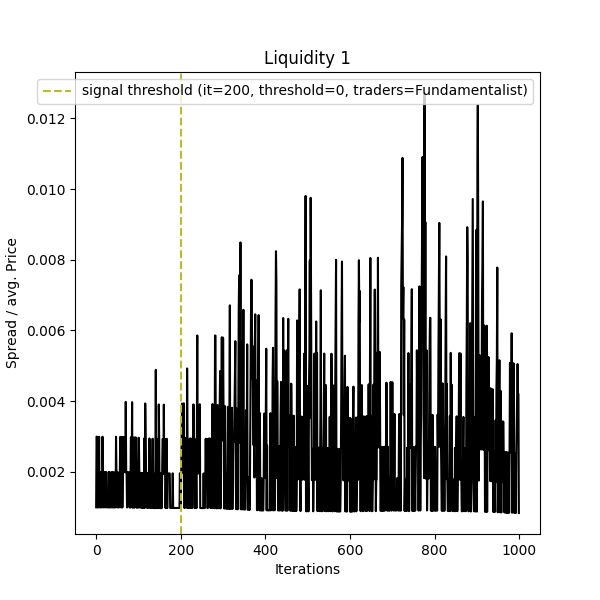 Liquidity 1
signal threshold (it=200, threshold=0, traders=Fundamentalist)
0.012
0.010
0.008
0.006
0.004
0.002
Spread / avg. Price
0 200 400 600 800 1000
Iterations